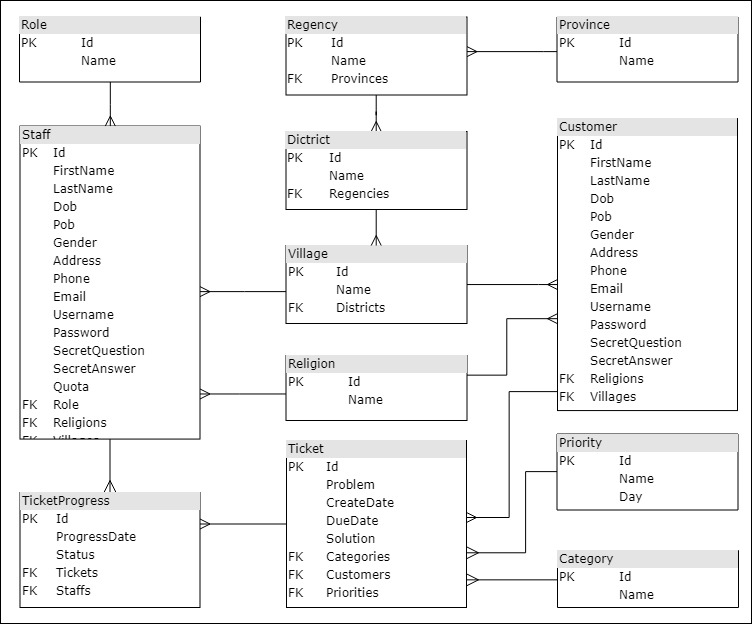 Role
PK Id
Name
Regency
PK Id
Name
FK Provinces
Province
PK Id
Name
Staff
PK Id
FirstName
LastName
Dob
Pob
Gender
Address
Phone
Email
Username
Password
SecretQuestion
SecretAnswer
Quota
FK Role
FK Religions
FK Villages
Dictrict
PK Id
Name
FK Regencies
Customer
PK Id
FirstName
LastName
Dob
Pob
Gender
Address
Phone
Email
Username
Password
SecretQuestion
SecretAnswer
FK Religions
FK Villages
Village
PK Id
Name
FK Districts
Religion
PK Id
Name
Ticket
PK Id
Problem
CreateDate
DueDate
Solution
FK Categories
FK Customers
FK Priorities
Priority
PK Id
Name
Day
TicketProgress
PK Id
ProgressDate
Status
FK Tickets
FK Staffs
Category
PK Id
Name